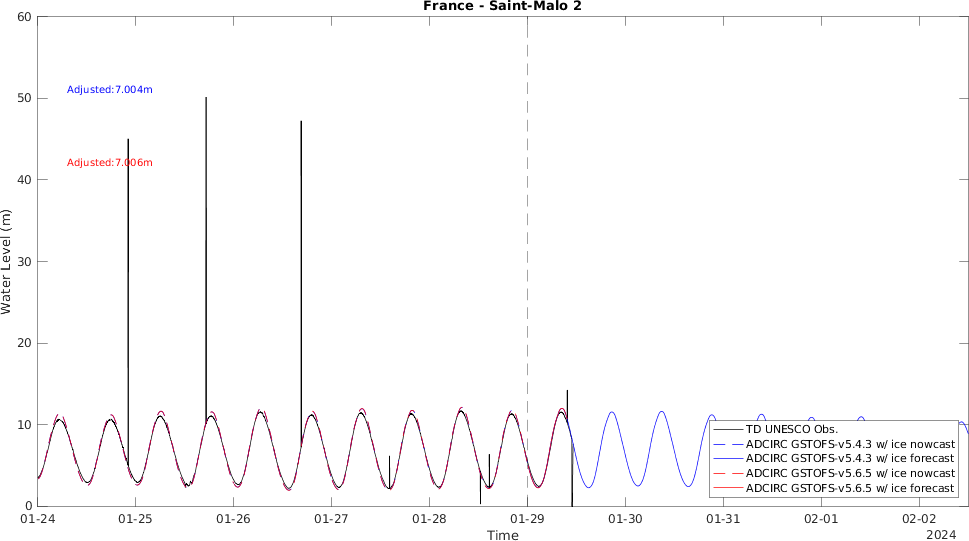 France - Saint-Malo 2
60
50
40
30
20
10
0
Water Level (m)
Adjusted:7.004m
Adjusted:7.006m
TD UNESCO Obs.
ADCIRC GSTOFS-v5.4.3 w/ ice nowcast
ADCIRC GSTOFS-v5.4.3 w/ ice forecast
ADCIRC GSTOFS-v5.6.5 w/ ice nowcast
ADCIRC GSTOFS-v5.6.5 w/ ice forecast
01-24 01-25 01-26 01-27 01-28 01-29 01-30 01-31 02-01 02-02
Time
2024